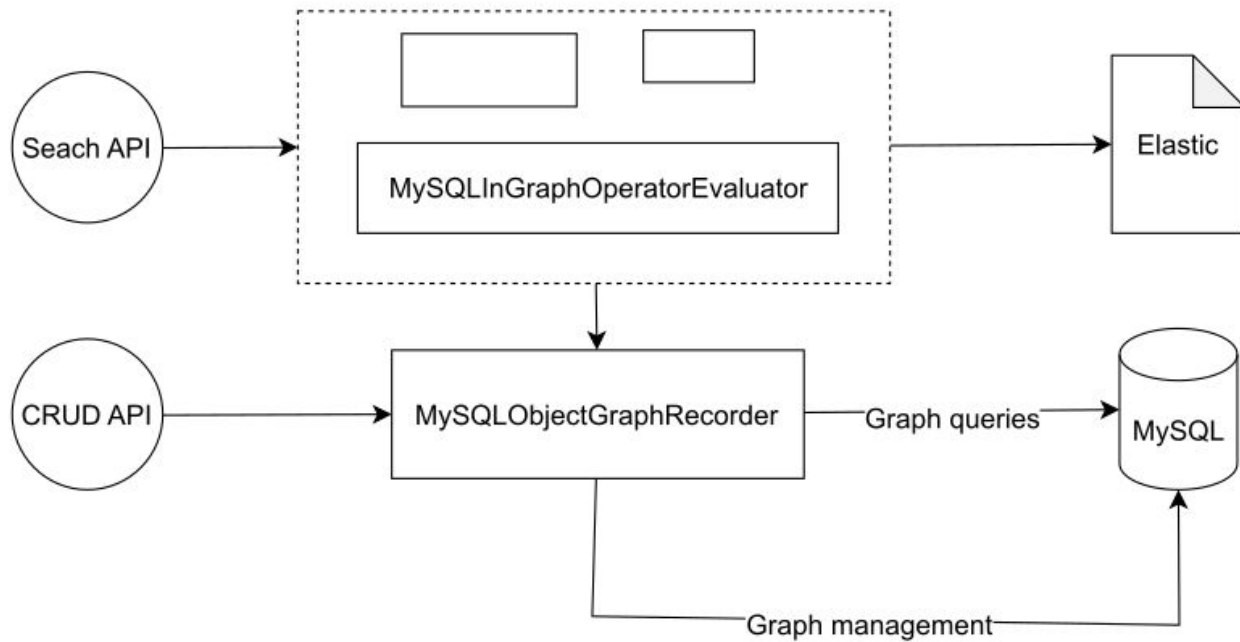 Seach API
MySQLInGraphOperatorEvaluator
Elastic
CRUD API
MySQLObjectGraphRecorder
Graph queries
MySQL
Graph management